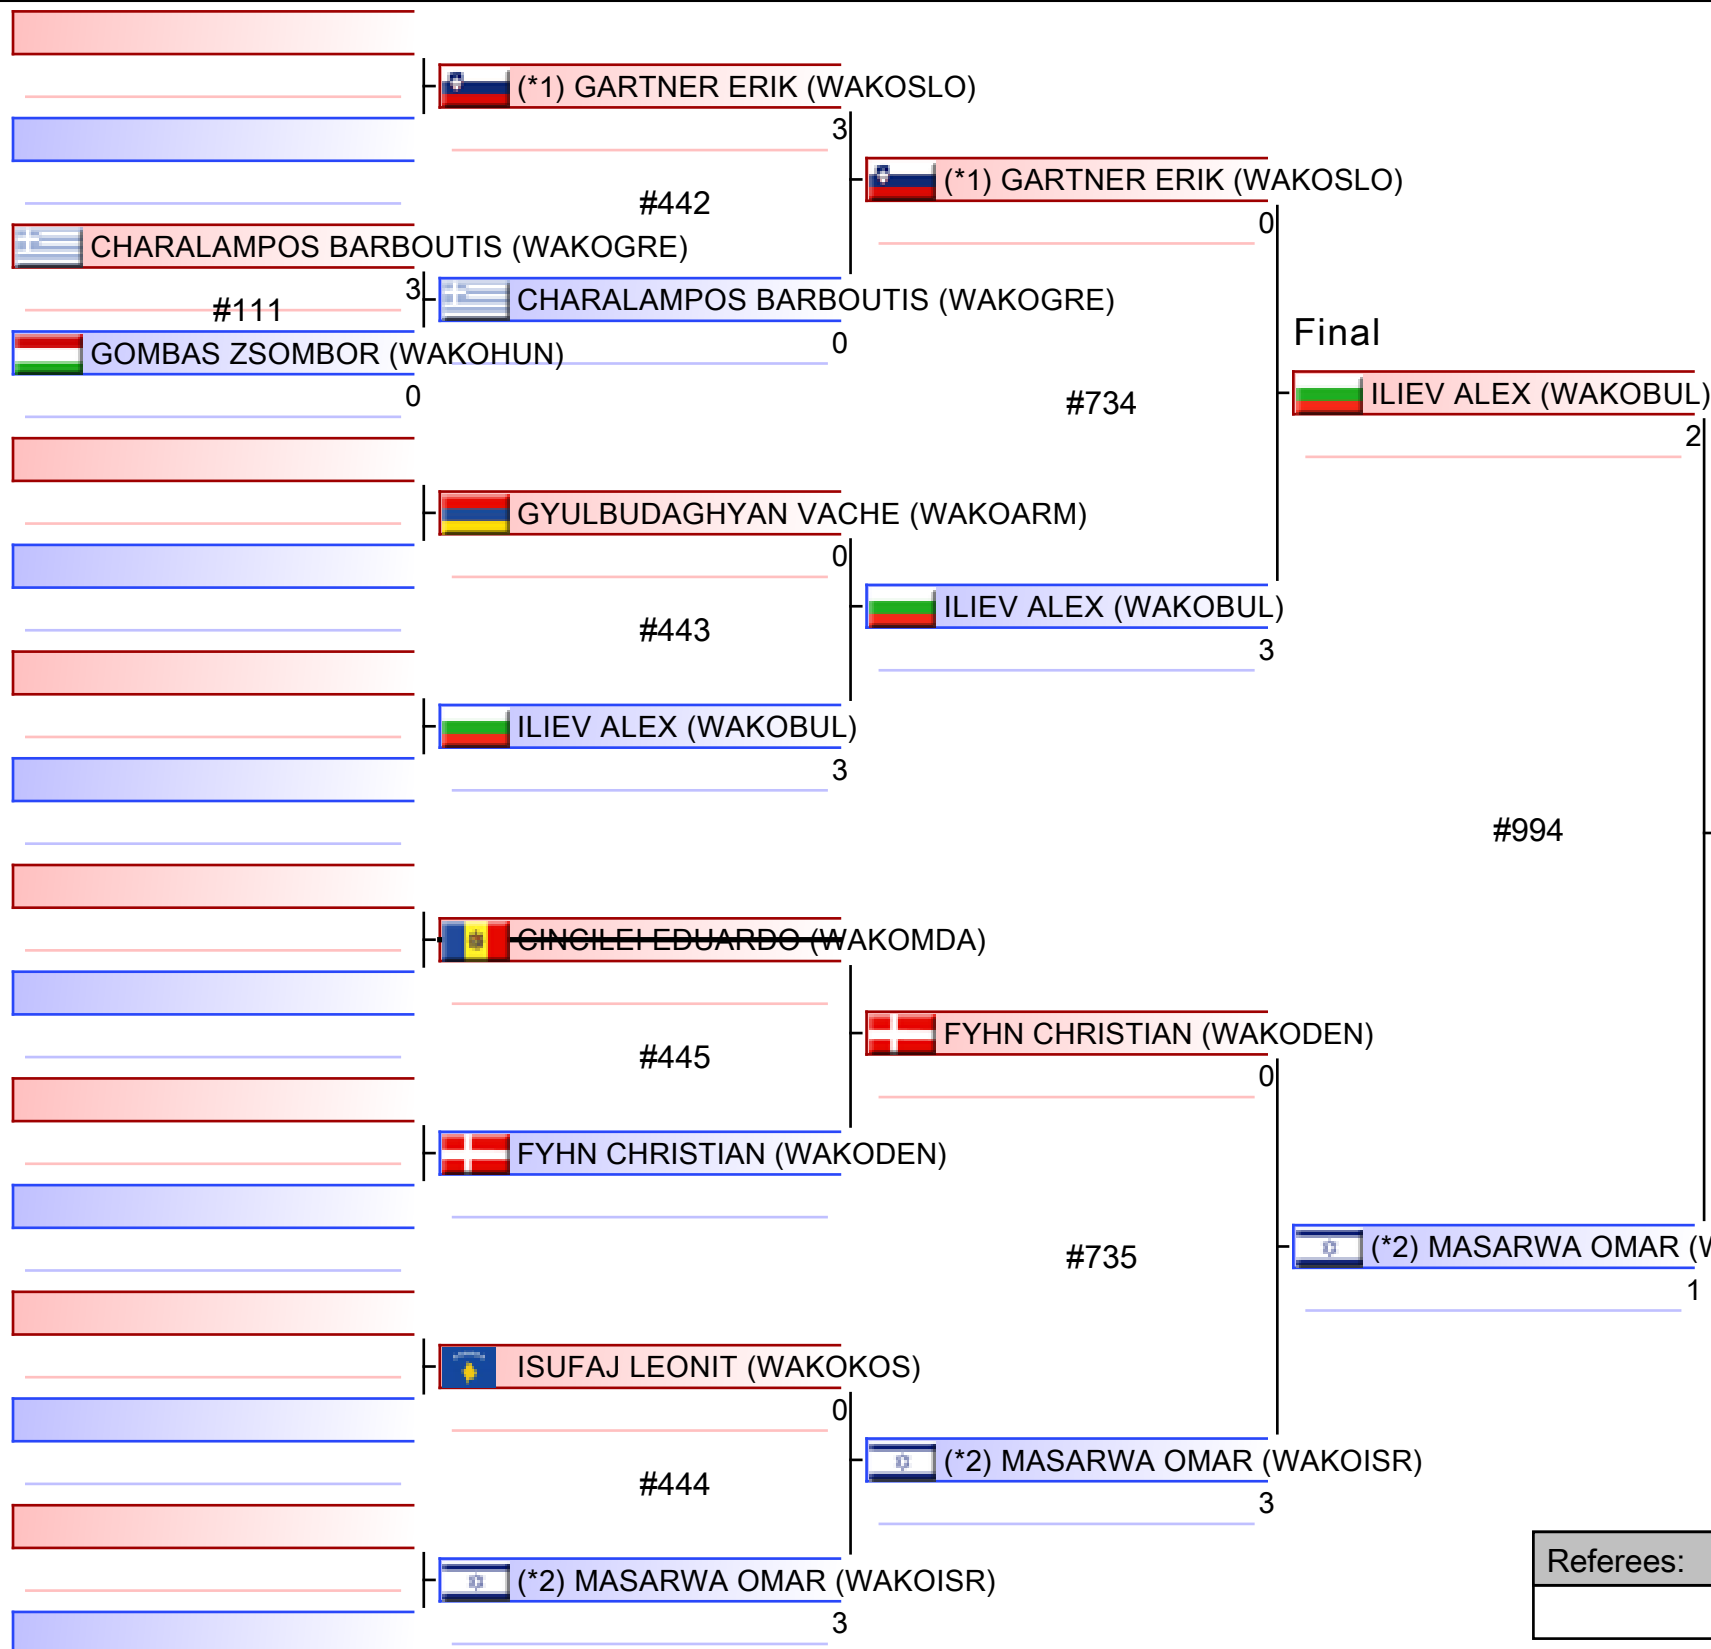 (*1) GARTNER ERIK (WAKOSLO)
3
(*1) GARTNER ERIK (WAKOSLO)
0
#442
CHARALAMPOS BARBOUTIS (WAKOGRE)
3
#111
CHARALAMPOS BARBOUTIS (WAKOGRE)
0
GOMBAS ZSOMBOR (WAKOHUN)
0
Final
#734
ILIEV ALEX (WAKOBUL)
2
GYULBUDAGHYAN VACHE (WAKOARM)
0
#443
ILIEV ALEX (WAKOBUL)
3
ILIEV ALEX (WAKOBUL)
3
#994
CINCILEI EDUARDO (WAKOMDA)
#445
FYHN CHRISTIAN (WAKODEN)
0
FYHN CHRISTIAN (WAKODEN)
#735
(*2) MASARWA OMAR (W
1
ISUFAJ LEONIT (WAKOKOS)
0
#444
(*2) MASARWA OMAR (WAKOISR)
3
(*2) MASARWA OMAR (WAKOISR)
3
Referees: